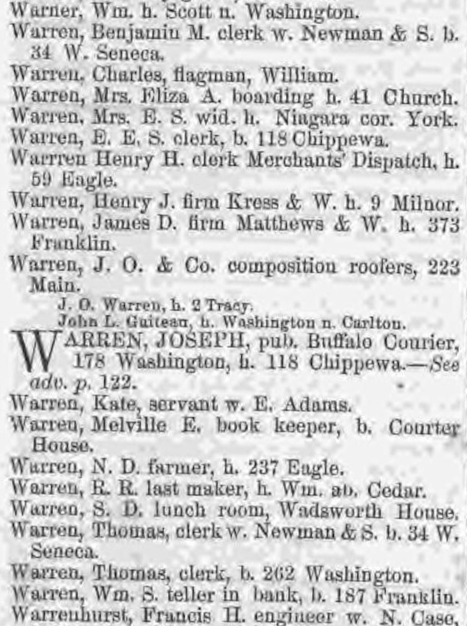 Warner, Wm. h. Scott n. Washington.
Warren, Benjamin M. clerk w. Newman & S. b.
34 W. Seneca.
Warren, Charles, flagman, William.
Warren, Mrs. Eliza A. boarding h. 41 Church.
Warren, Mrs. E. S. wid. h. Niagara cor. York.
Warren, E. E. S. clerk, b. 118 Chippewa.
Warrren Henry H. clerk Merchants' Dispatch, h.
59 Eagle.
Warren, Henry J. firm Kress & W. h. 9 Milnor.
Warren, James D. firm Matthews & W. h. 373
Franklin.
Warren, J. O. & Co. composition roofers, 223
Main.
J. O. Warren, h. 2 Tracy.
John L. Guiteau, h. Washington n. Carlton.
WARREN, JOSEPH, pub. Buffalo Courier,
178 Washington, h. 118 Chippewa.—See
adv. p. 122.
Warren, Kate, servant w. E. Adams.
Warren, Melville E. book keeper, b. Courter
House.
Warren, N. D. farmer, h. 237 Eagle.
Warren, R. R. last maker, h. Wm. ab. Cedar.
Warren, S. D. lunch room, Wadsworth House.
Warren, Thomas, clerk w. Newman & S. b. 34 W.
Seneca.
Warren, Thomas, clerk, b. 262 Washington.
Warren, Wm. S. teller in bank, b. 187 Franklin.
Warrenhurst, Francis H. engineer w. N. Case,